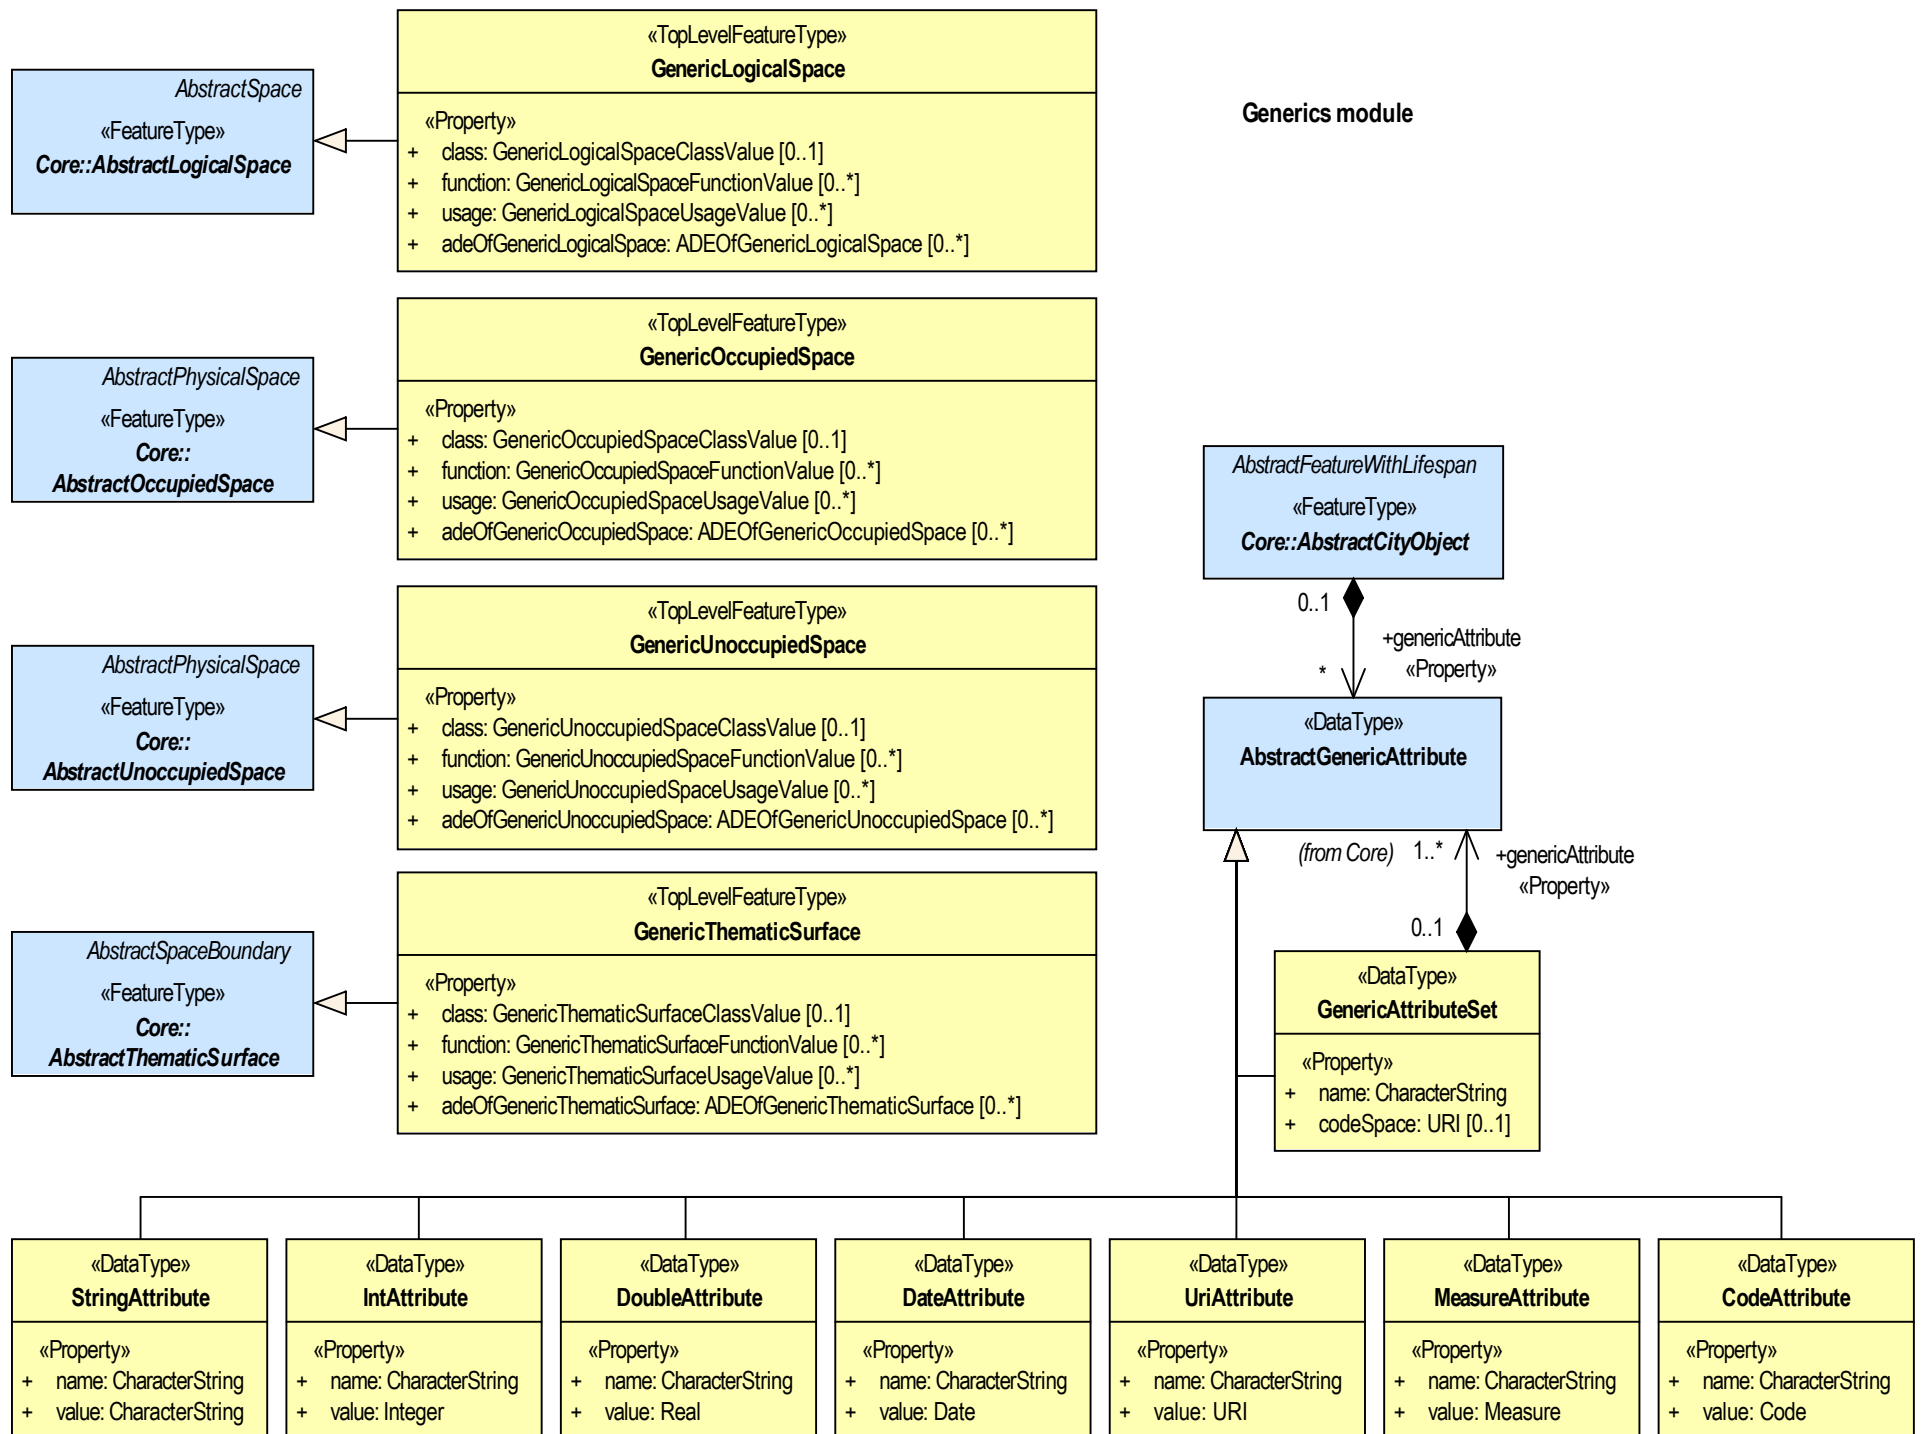 AbstractSpace
«FeatureType»
Core::AbstractLogicalSpace
«TopLevelFeatureType»
GenericLogicalSpace
«Property»
+ class: GenericLogicalSpaceClassValue [0..1]
+ function: GenericLogicalSpaceFunctionValue [0..*]
+ usage: GenericLogicalSpaceUsageValue [0..*]
+ adeOfGenericLogicalSpace: ADEOfGenericLogicalSpace [0..*]
Generics module
AbstractPhysicalSpace
«FeatureType»
Core::
AbstractOccupiedSpace
«TopLevelFeatureType»
GenericOccupiedSpace
«Property»
+ class: GenericOccupiedSpaceClassValue [0..1]
+ function: GenericOccupiedSpaceFunctionValue [0..*]
+ usage: GenericOccupiedSpaceUsageValue [0..*]
+ adeOfGenericOccupiedSpace: ADEOfGenericOccupiedSpace [0..*]
AbstractPhysicalSpace
«FeatureType»
Core::
AbstractUnoccupiedSpace
«TopLevelFeatureType»
GenericUnoccupiedSpace
«Property»
+ class: GenericUnoccupiedSpaceClassValue [0..1]
+ function: GenericUnoccupiedSpaceFunctionValue [0..*]
+ usage: GenericUnoccupiedSpaceUsageValue [0..*]
+ adeOfGenericUnoccupiedSpace: ADEOfGenericUnoccupiedSpace [0..*]
AbstractSpaceBoundary
«FeatureType»
Core::
AbstractThematicSurface
«TopLevelFeatureType»
GenericThematicSurface
«Property»
+ class: GenericThematicSurfaceClassValue [0..1]
+ function: GenericThematicSurfaceFunctionValue [0..*]
+ usage: GenericThematicSurfaceUsageValue [0..*]
+ adeOfGenericThematicSurface: ADEOfGenericThematicSurface [0..*]
AbstractFeatureWithLifespan
«FeatureType»
Core::AbstractCityObject
0..1
+genericAttribute
«Property»
*
«DataType»
AbstractGenericAttribute
(from Core)
1..*
+genericAttribute
«Property»
0..1
«DataType»
GenericAttributeSet
«Property»
+ name: CharacterString
+ codeSpace: URI [0..1]
«DataType»
StringAttribute
«Property»
+ name: CharacterString
+ value: CharacterString
«DataType»
IntAttribute
«Property»
+ name: CharacterString
+ value: Integer
«DataType»
DoubleAttribute
«Property»
+ name: CharacterString
+ value: Real
«DataType»
DateAttribute
«Property»
+ name: CharacterString
+ value: Date
«DataType»
UriAttribute
«Property»
+ name: CharacterString
+ value: URI
«DataType»
MeasureAttribute
«Property»
+ name: CharacterString
+ value: Measure
«DataType»
CodeAttribute
«Property»
+ name: CharacterString
+ value: Code